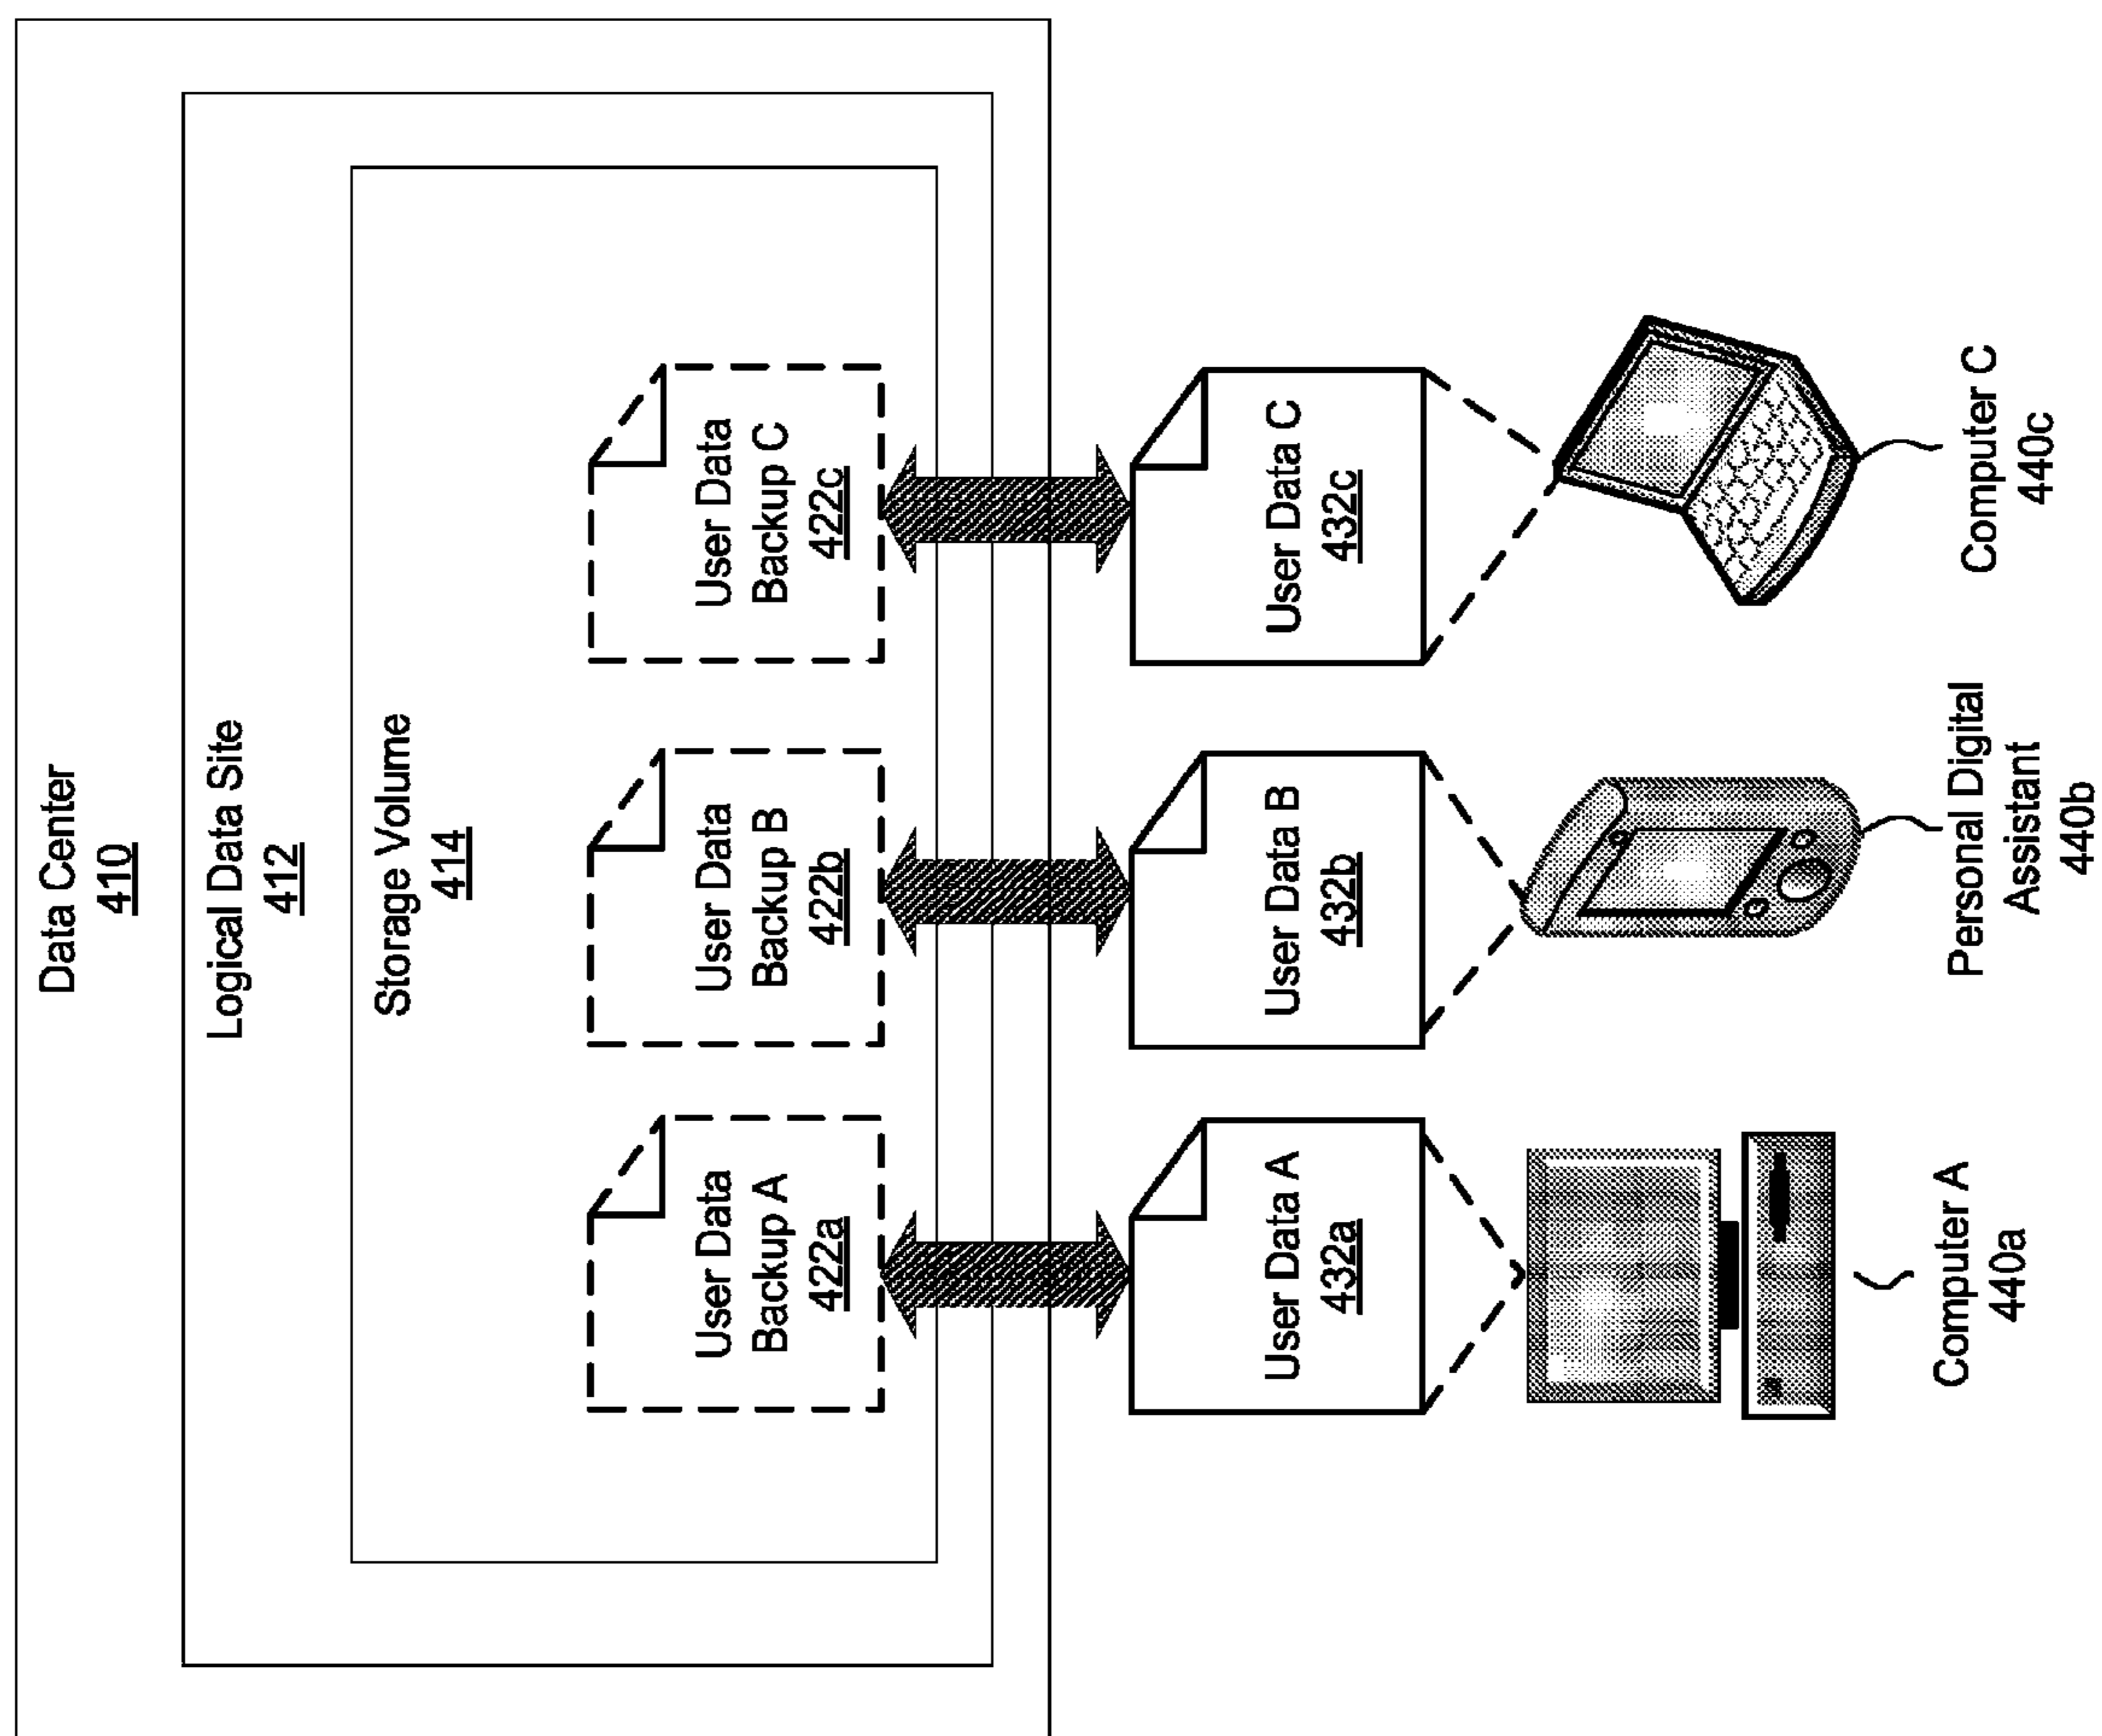 Data Center
410
Logical Data Site
412
Storage Volume
414
User Data
Backup A
422a
User Data
Backup B
422b
User Data
Backup C
422c
User Data A
432a
User Data B
432b
User Data C
432c
Computer A
440a
Personal Digital
Assistant
440b
Computer C
440c